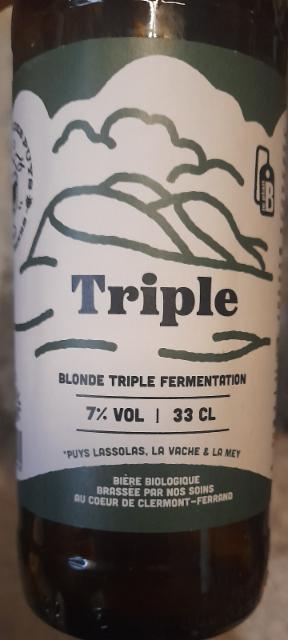 Triple
BLONDE TRIPLE FERMENTATION
7% VOL | 33 CL
*PUYS LASSOLAS, LA VACHE & LA MEY
BIÈRE BIOLOGIQUE
BRASSÉE PAR NOS SOINS
AU COEUR DE CLERMONT-FERRAND